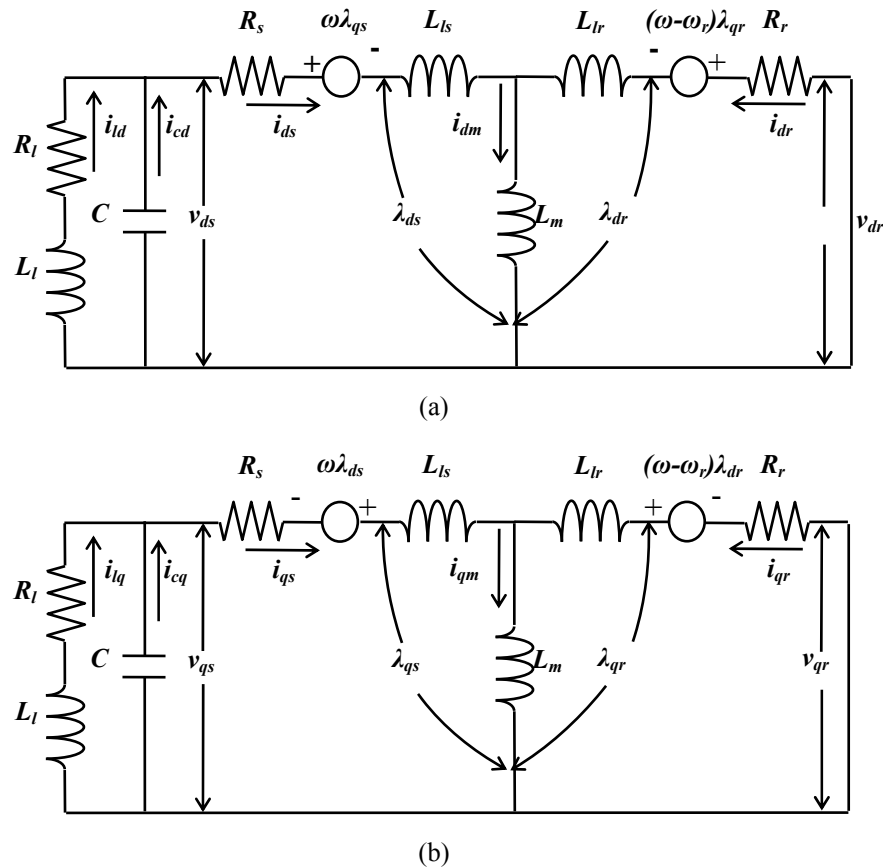 R_s ωλ_qs L_ls L_lr (ω-ω_r)λ_qr R_r
+ - - +
i_ld i_cd i_ds i_dm i_dr
R_l
C v_ds λ_ds L_m λ_dr v_dr
L_l
(a)
R_s ωλ_ds L_ls L_lr (ω-ω_r)λ_dr R_r
- + + -
i_lq i_cq i_qs i_qm i_qr
R_l
C v_qs λ_qs L_m λ_qr v_qr
L_l
(b)